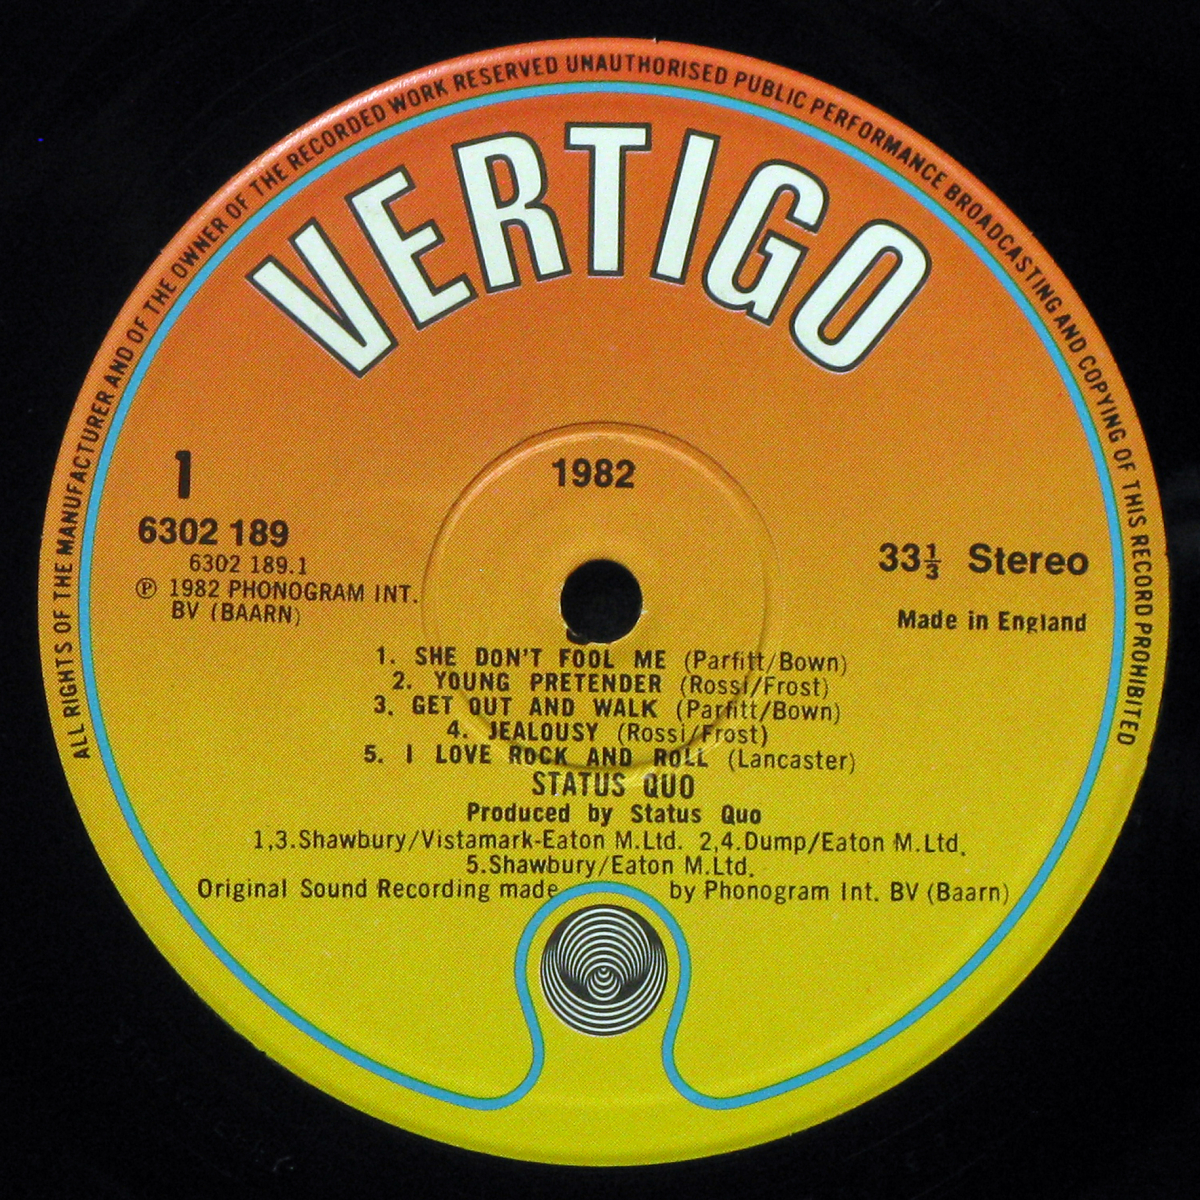 ALL RIGHTS OF THE MANUFACTURER AND OF THE OWNER OF THE RECORDED WORK RESERVED UNAUTHORISED PUBLIC PERFORMANCE BROADCASTING AND COPYING OF THIS RECORD PROHIBITED
VERTIGO
1982
1
6302 189
6302 189.1
℗ 1982 PHONOGRAM INT.
BV (BAARN)
33⅓ Stereo
Made in England
1. SHE DON'T FOOL ME (Parfitt/Bown)
2. YOUNG PRETENDER (Rossi/Frost)
3. GET OUT AND WALK (Parfitt/Bown)
4. JEALOUSY (Rossi/Frost)
5. I LOVE ROCK AND ROLL (Lancaster)
STATUS QUO
Produced by Status Quo
1,3.Shawbury/Vistamark-Eaton M.Ltd. 2,4.Dump/Eaton M.Ltd.
5.Shawbury/Eaton M.Ltd.
Original Sound Recording made by Phonogram Int. BV (Baarn)